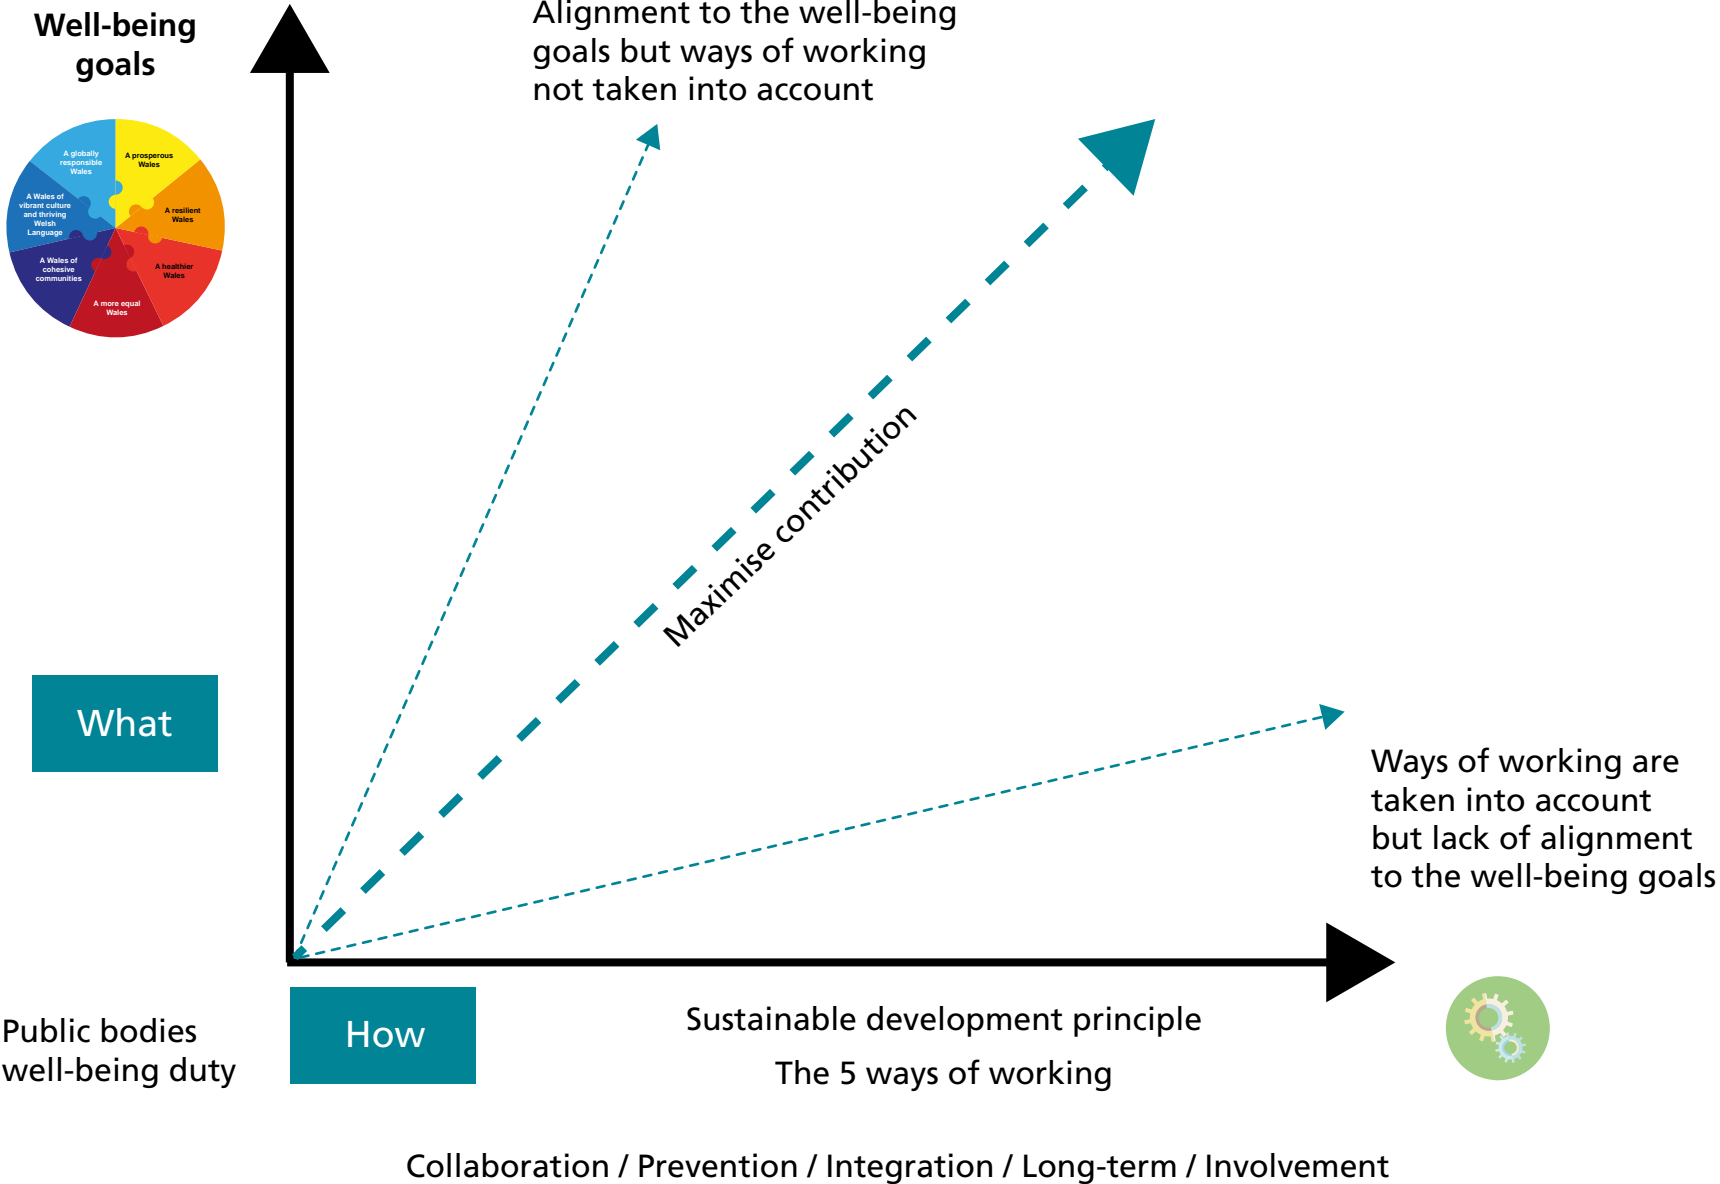 Well-being
goals
Alignment to the well-being
goals but ways of working
not taken into account
A globally
responsible
Wales
A prosperous
Wales
A Wales of
vibrant culture
and thriving
Welsh
Language
A resilient
Wales
A Wales of
cohesive
communities
A healthier
Wales
A more equal
Wales
Maximise contribution
What
Ways of working are
taken into account
but lack of alignment
to the well-being goals
Public bodies
well-being duty
How
Sustainable development principle
The 5 ways of working
Collaboration / Prevention / Integration / Long-term / Involvement